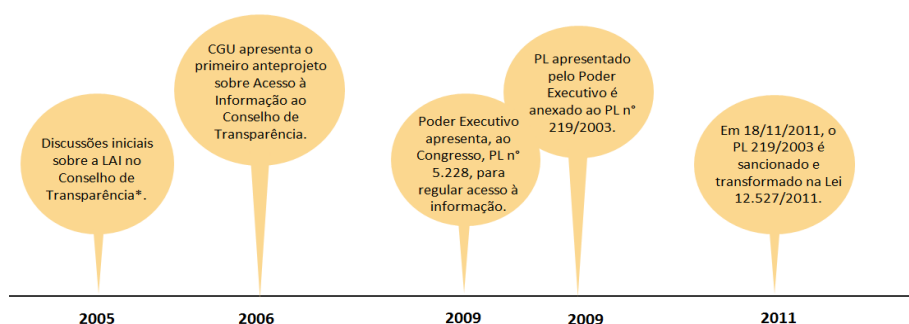 Discussões iniciais
sobre a LAI no
Conselho de
Transparência*.
CGU apresenta o
primeiro anteprojeto
sobre Acesso à
Informação ao
Conselho de
Transparência.
Poder Executivo
apresenta, ao
Congresso, PL n°
5.228, para
regular acesso à
informação.
PL apresentado
pelo Poder
Executivo é
anexado ao PL n°
219/2003.
Em 18/11/2011, o
PL 219/2003 é
sancionado e
transformado na Lei
12.527/2011.
2005
2006
2009
2009
2011